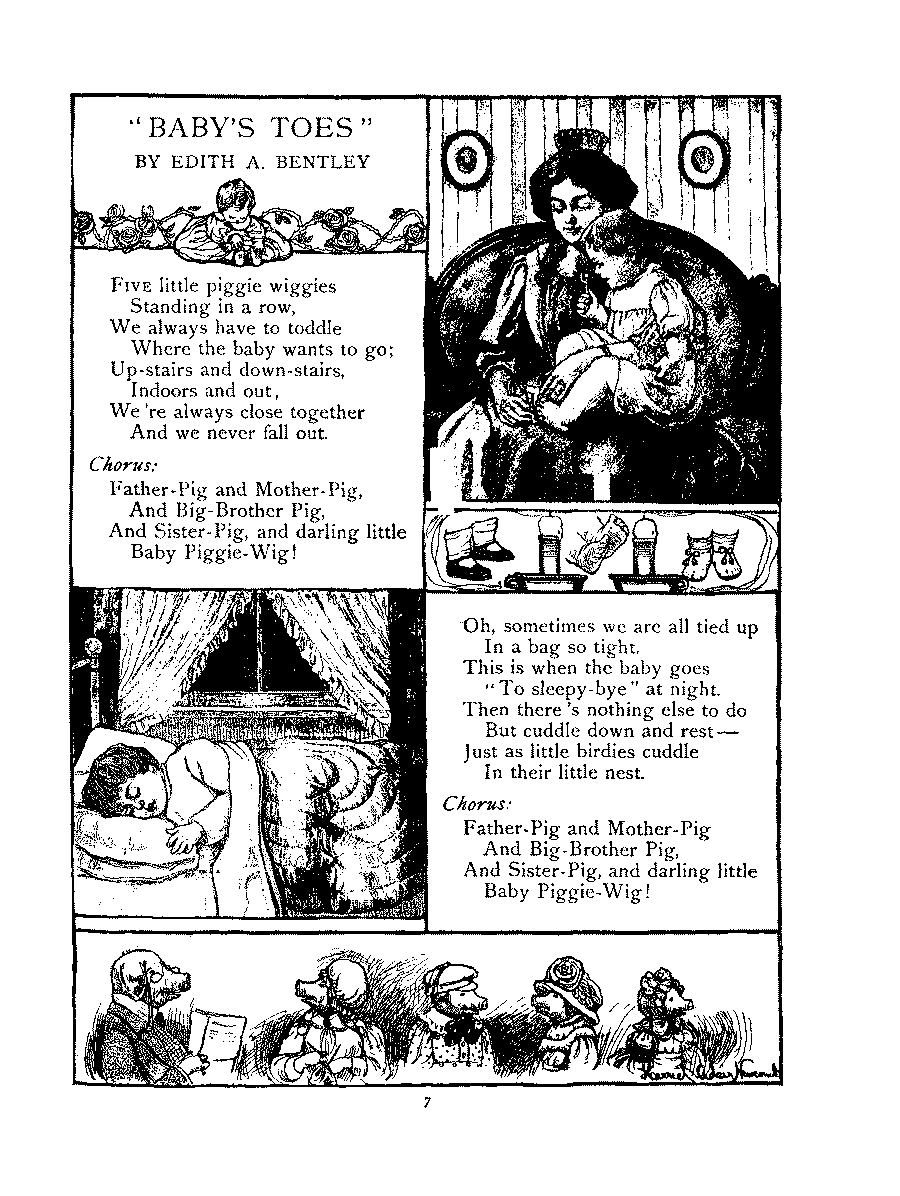 "BABY'S TOES"
BY EDITH A. BENTLEY
FIVE little piggie wiggies
Standing in a row,
We always have to toddle
Where the baby wants to go;
Up-stairs and down-stairs,
Indoors and out,
We're always close together
And we never fall out.
Chorus:
Father-Pig and Mother-Pig,
And Big-Brother Pig,
And Sister-Pig, and darling little
Baby Piggie-Wig!
Oh, sometimes we are all tied up
In a bag so tight.
This is when the baby goes
"To sleepy-bye" at night.
Then there's nothing else to do
But cuddle down and rest—
Just as little birdies cuddle
In their little nest.
Chorus:
Father-Pig and Mother-Pig
And Big-Brother Pig,
And Sister-Pig, and darling little
Baby Piggie-Wig!
7